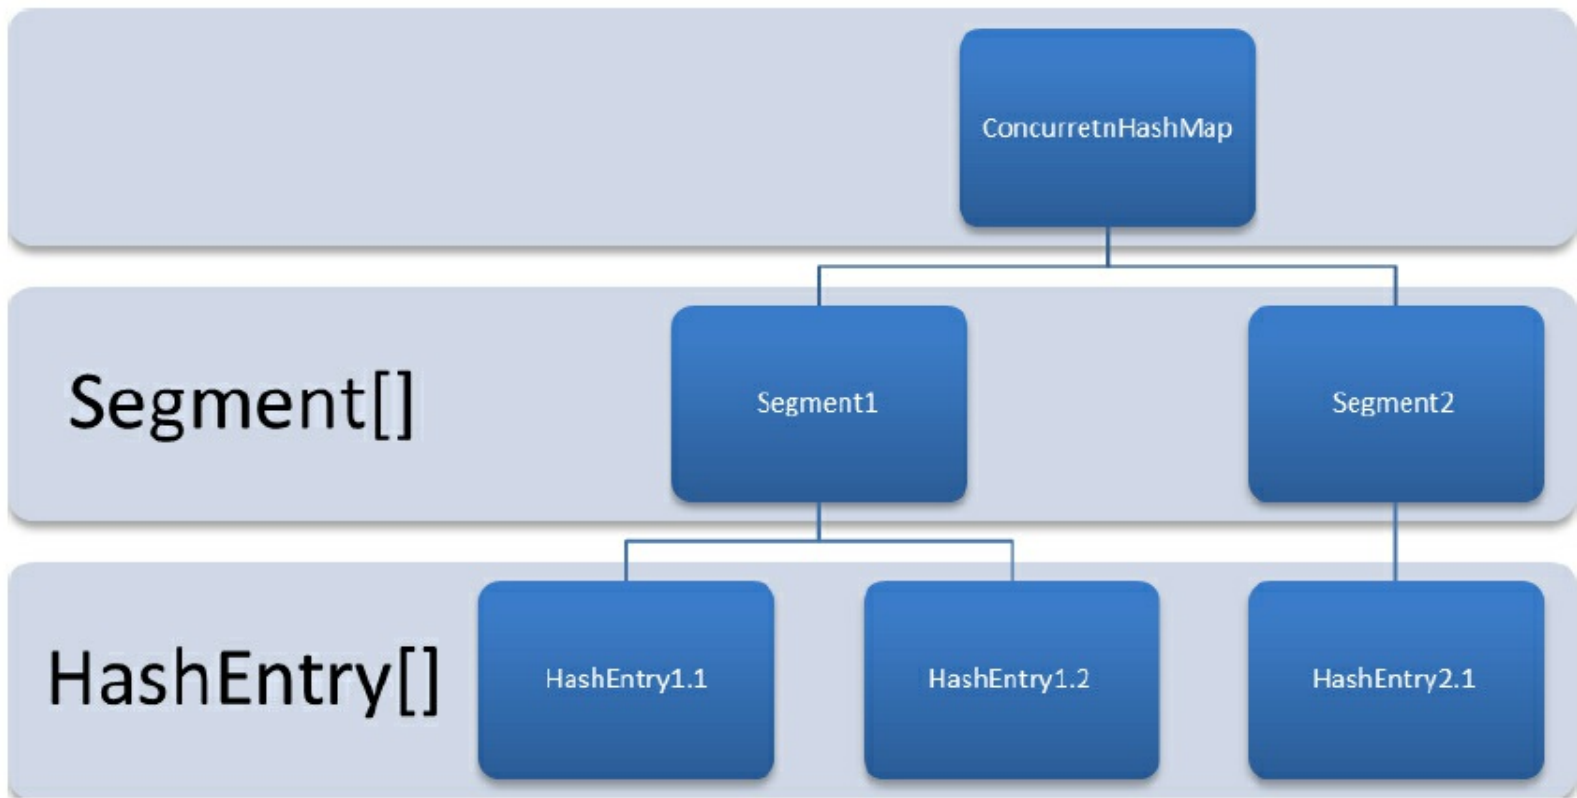 ConcurretnHashMap
Segment[]
Segment1
Segment2
HashEntry[]
HashEntry1.1
HashEntry1.2
HashEntry2.1